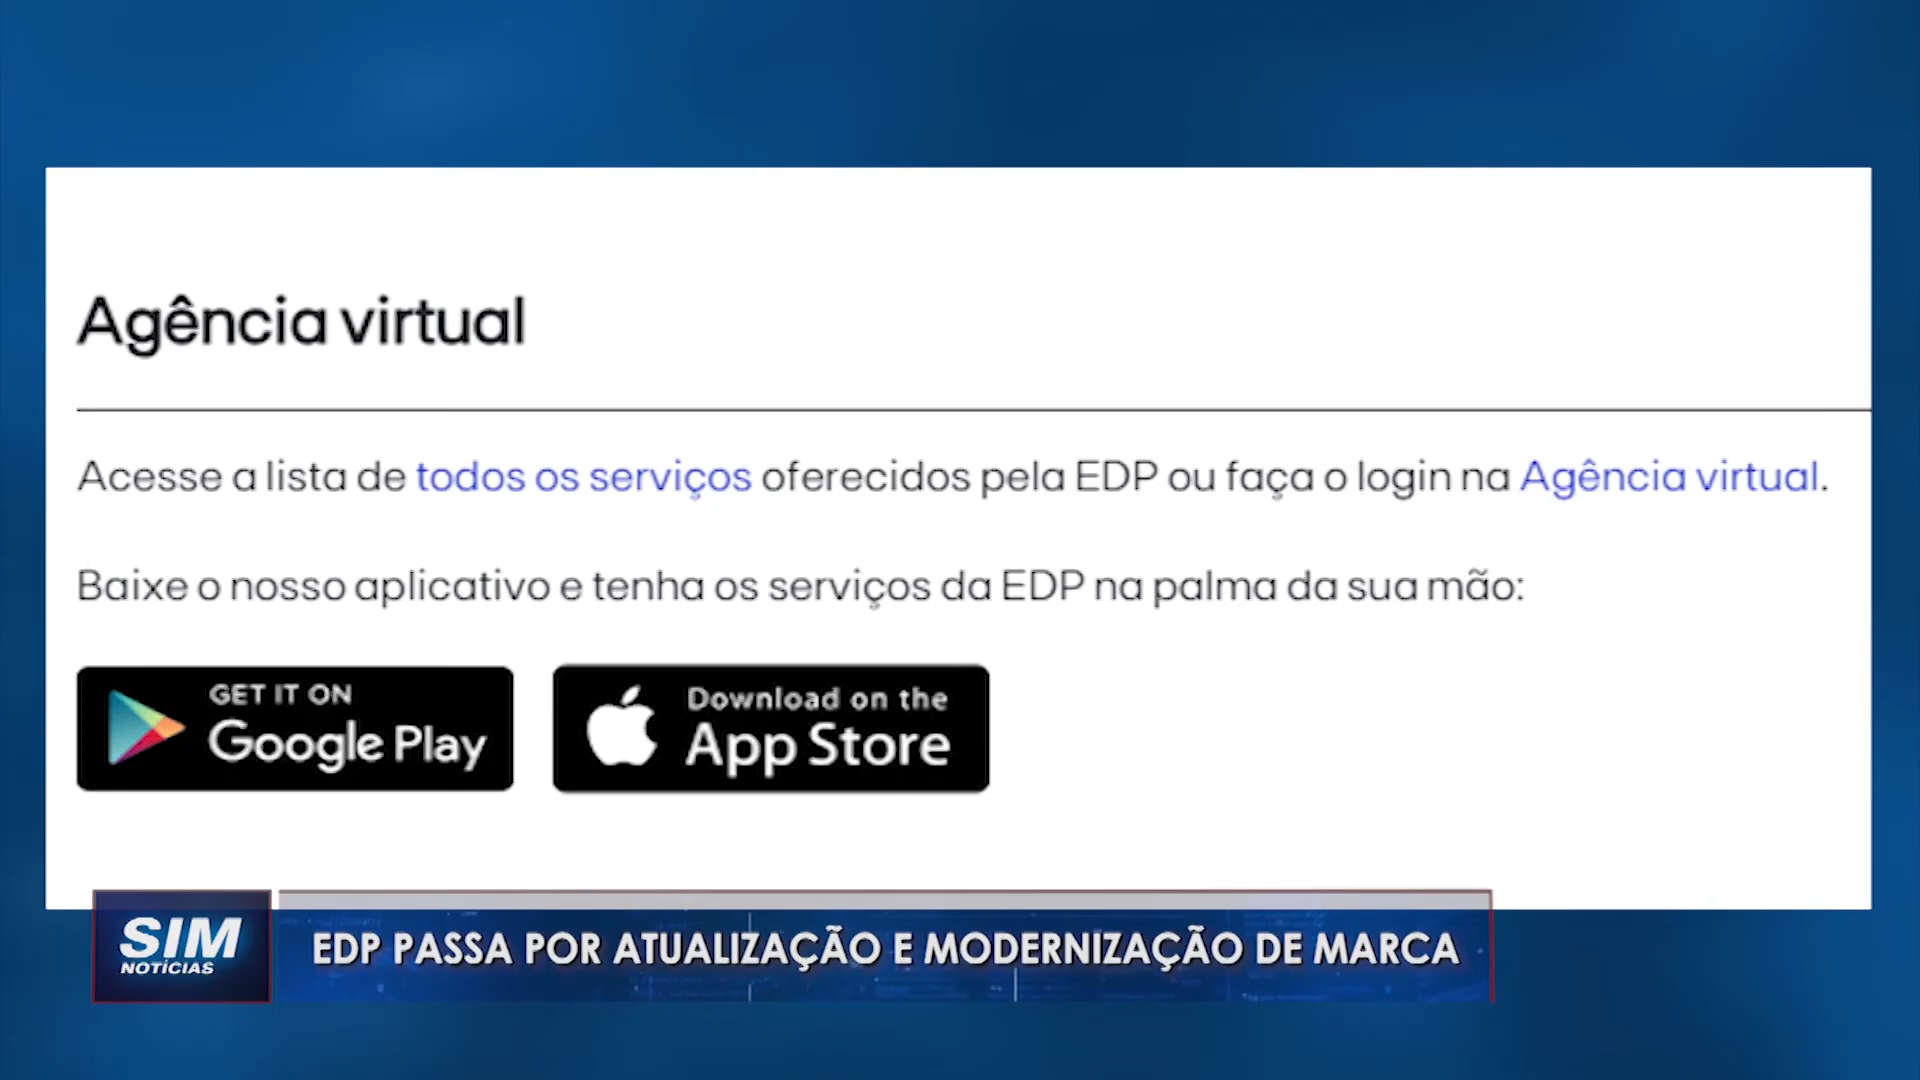 Agência virtual
Acesse a lista de todos os serviços oferecidos pela EDP ou faça o login na Agência virtual.
Baixe o nosso aplicativo e tenha os serviços da EDP na palma da sua mão:
GET IT ON
Google Play
Download on the
App Store
SIM
NOTÍCIAS
EDP PASSA POR ATUALIZAÇÃO E MODERNIZAÇÃO DE MARCA